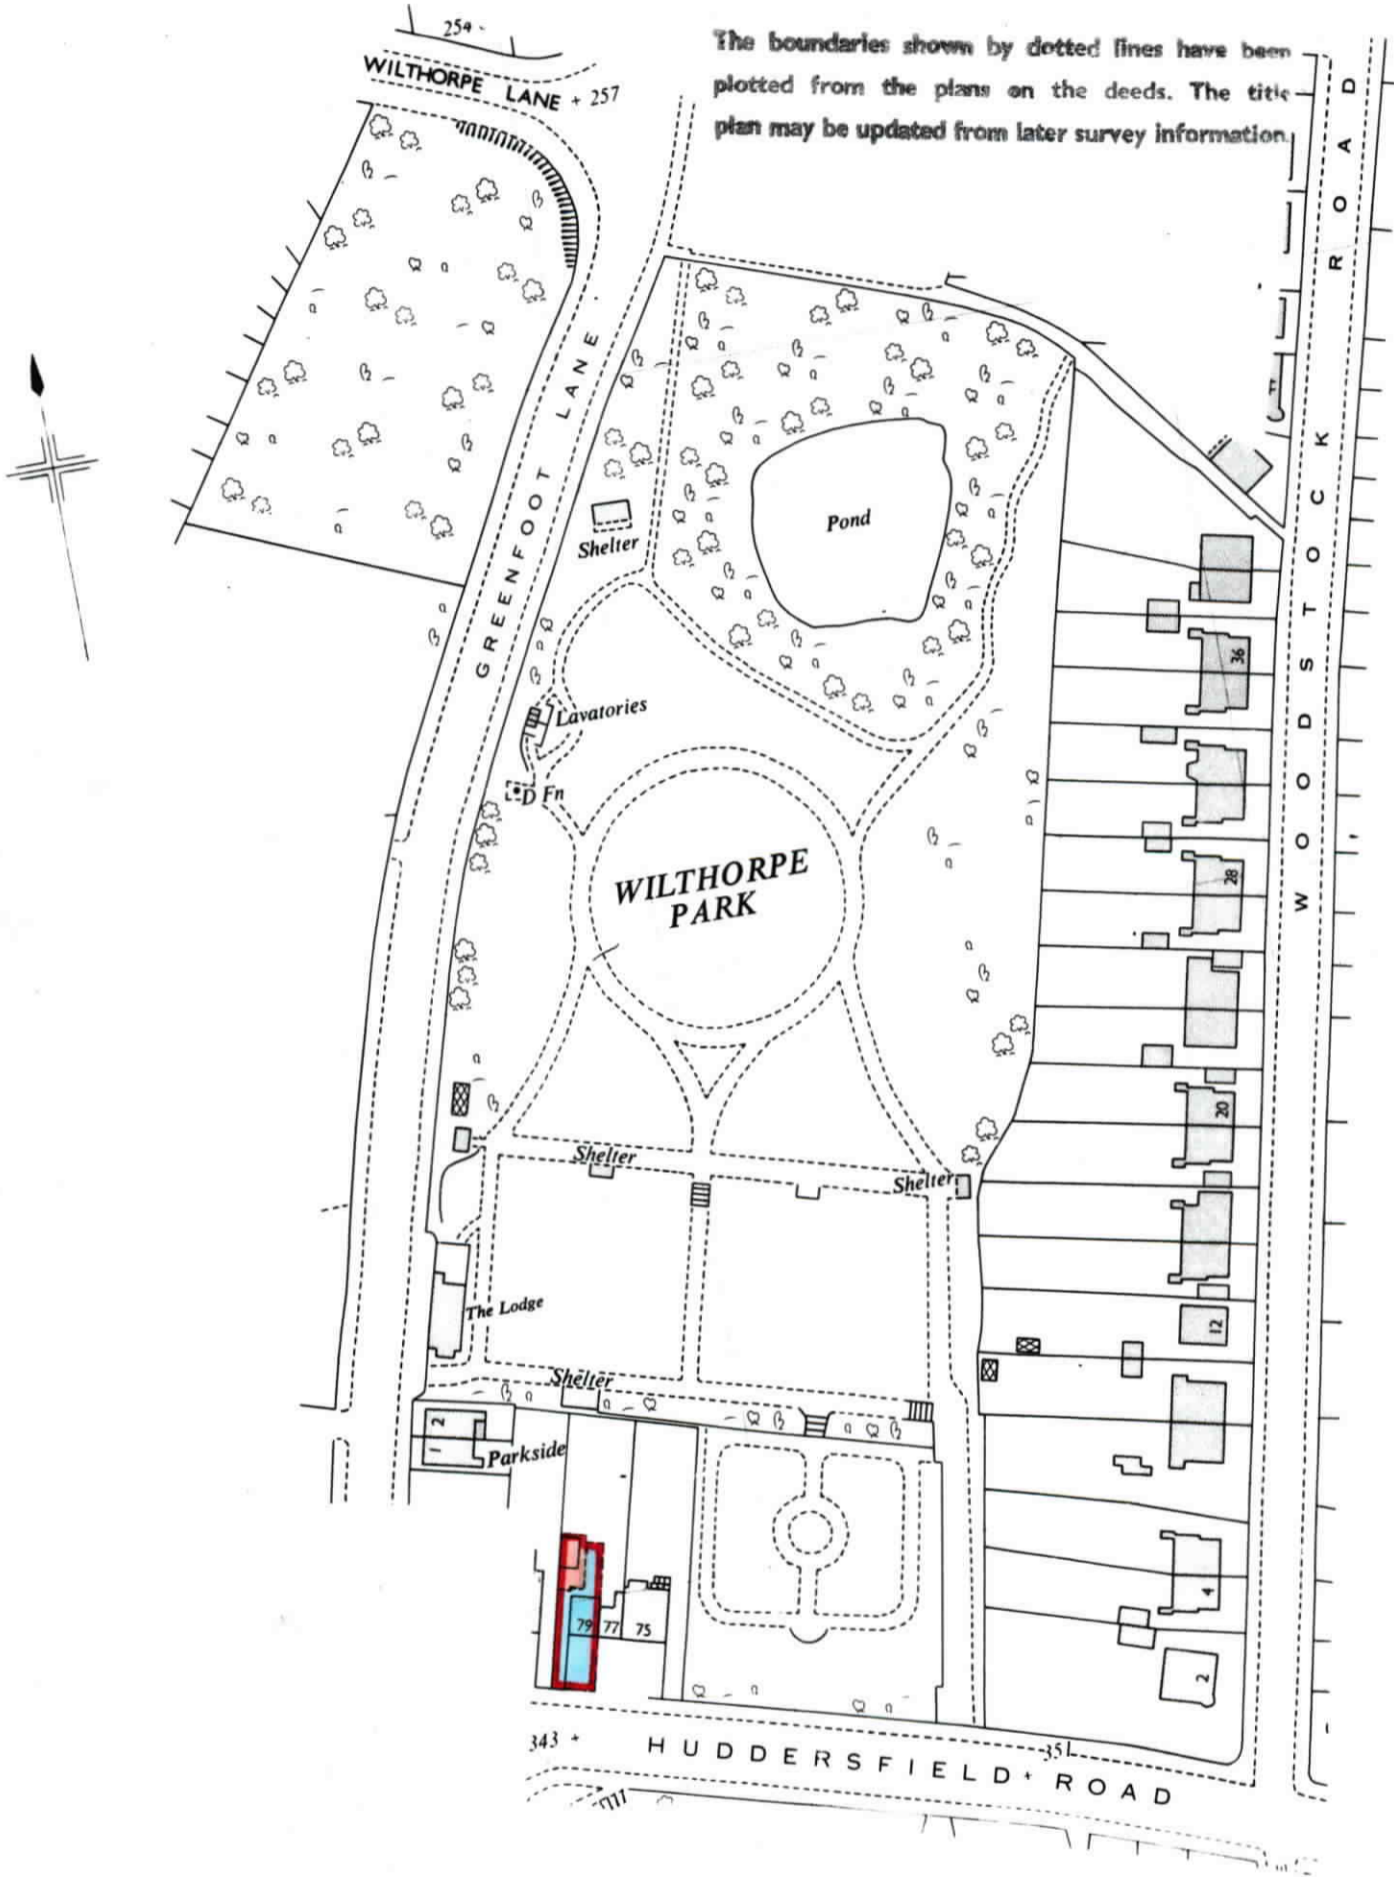 The boundaries shown by dotted lines have been
plotted from the plans on the deeds. The title
plan may be updated from later survey information.
254
WILTHORPE LANE + 257
GREENFOOT LANE
WOODSTOCK ROAD
Pond
Shelter
36
Lavatories
D Fn
28
WILTHORPE
PARK
20
Shelter
Shelter
The Lodge
12
Shelter
2
1
Parkside
4
79
77
75
2
343 +
HUDDERSFIELD + ROAD
351